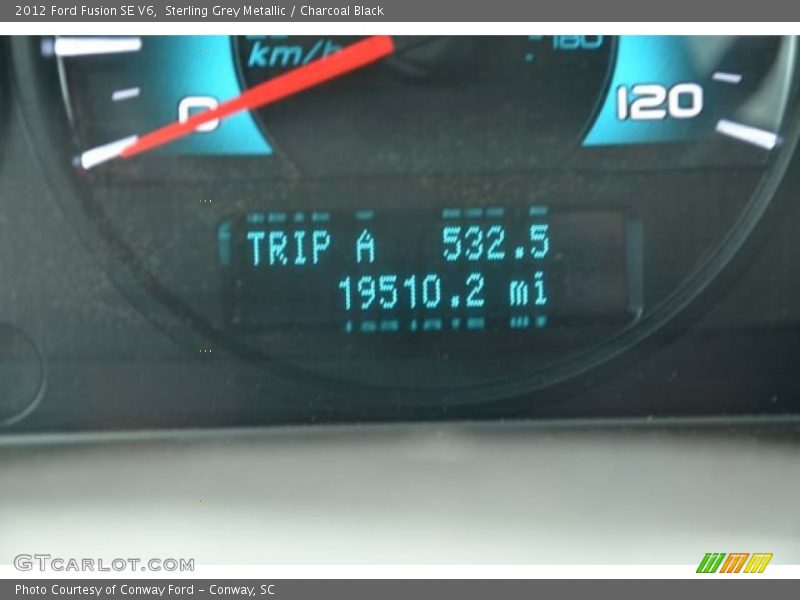 2012 Ford Fusion SE V6,  Sterling Grey Metallic / Charcoal Black
km/h
180
0
120
TRIP A 532.5
19510.2 mi
GTCARLOT.COM
Photo Courtesy of Conway Ford - Conway, SC